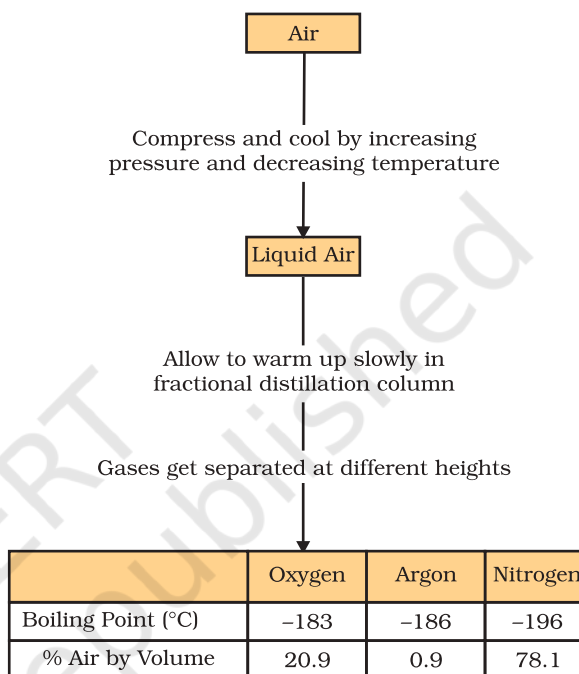 Air
Compress and cool by increasing
pressure and decreasing temperature
Liquid Air
Allow to warm up slowly in
fractional distillation column
Gases get separated at different heights
Oxygen Argon Nitrogen
Boiling Point (°C) –183 –186 –196
% Air by Volume 20.9 0.9 78.1